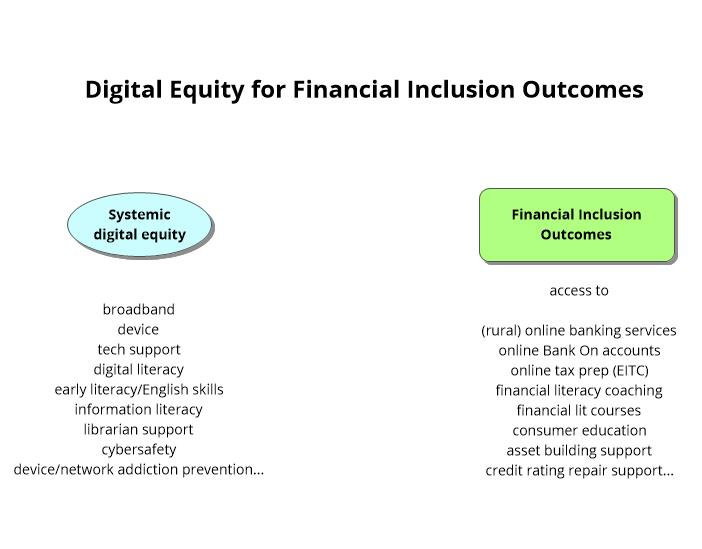 Digital Equity for Financial Inclusion Outcomes
Systemic
digital equity
broadband
device
tech support
digital literacy
early literacy/English skills
information literacy
librarian support
cybersafety
device/network addiction prevention...
Financial Inclusion
Outcomes
access to
(rural) online banking services
online Bank On accounts
online tax prep (EITC)
financial literacy coaching
financial lit courses
consumer education
asset building support
credit rating repair support...